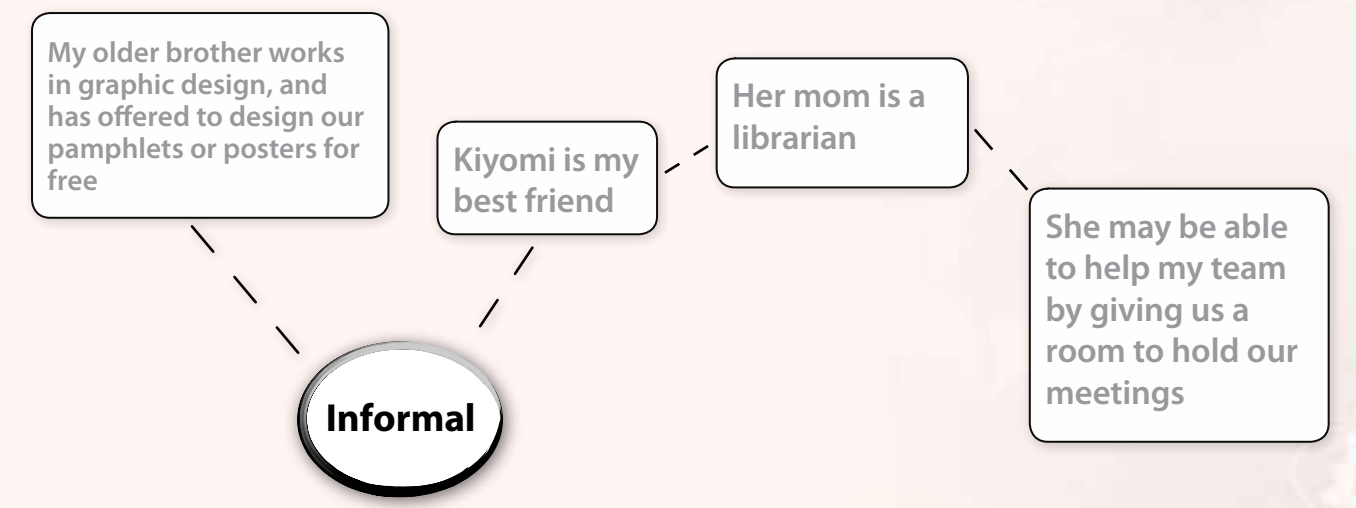 My older brother works
in graphic design, and
has offered to design our
pamphlets or posters for
free
Kiyomi is my
best friend
Her mom is a
librarian
She may be able
to help my team
by giving us a
room to hold our
meetings
Informal